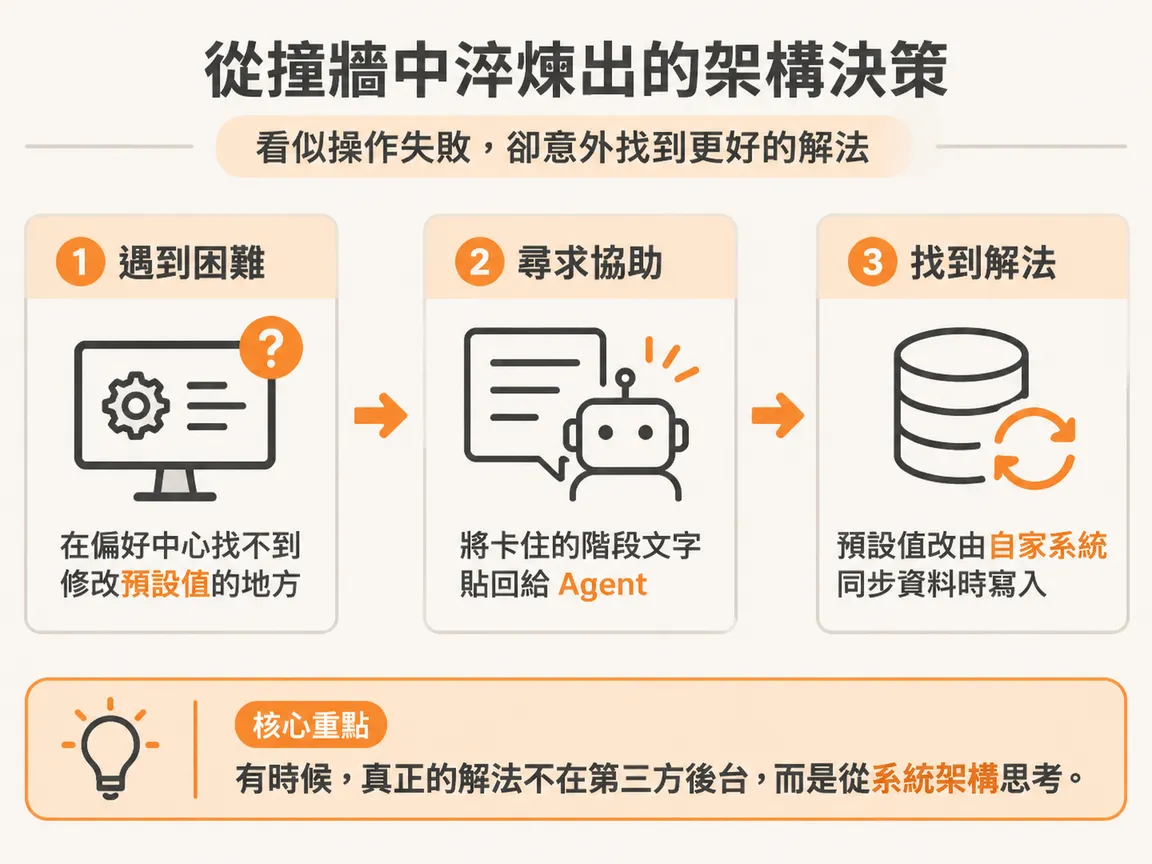 從撞牆中淬煉出的架構決策
看似操作失敗，卻意外找到更好的解法
1 遇到困難
?
在偏好中心找不到
修改預設值的地方
2 尋求協助
將卡住的階段文字
貼回給 Agent
3 找到解法
預設值改由自家系統
同步資料時寫入
核心重點
有時候，真正的解法不在第三方後台，而是從系統架構思考。